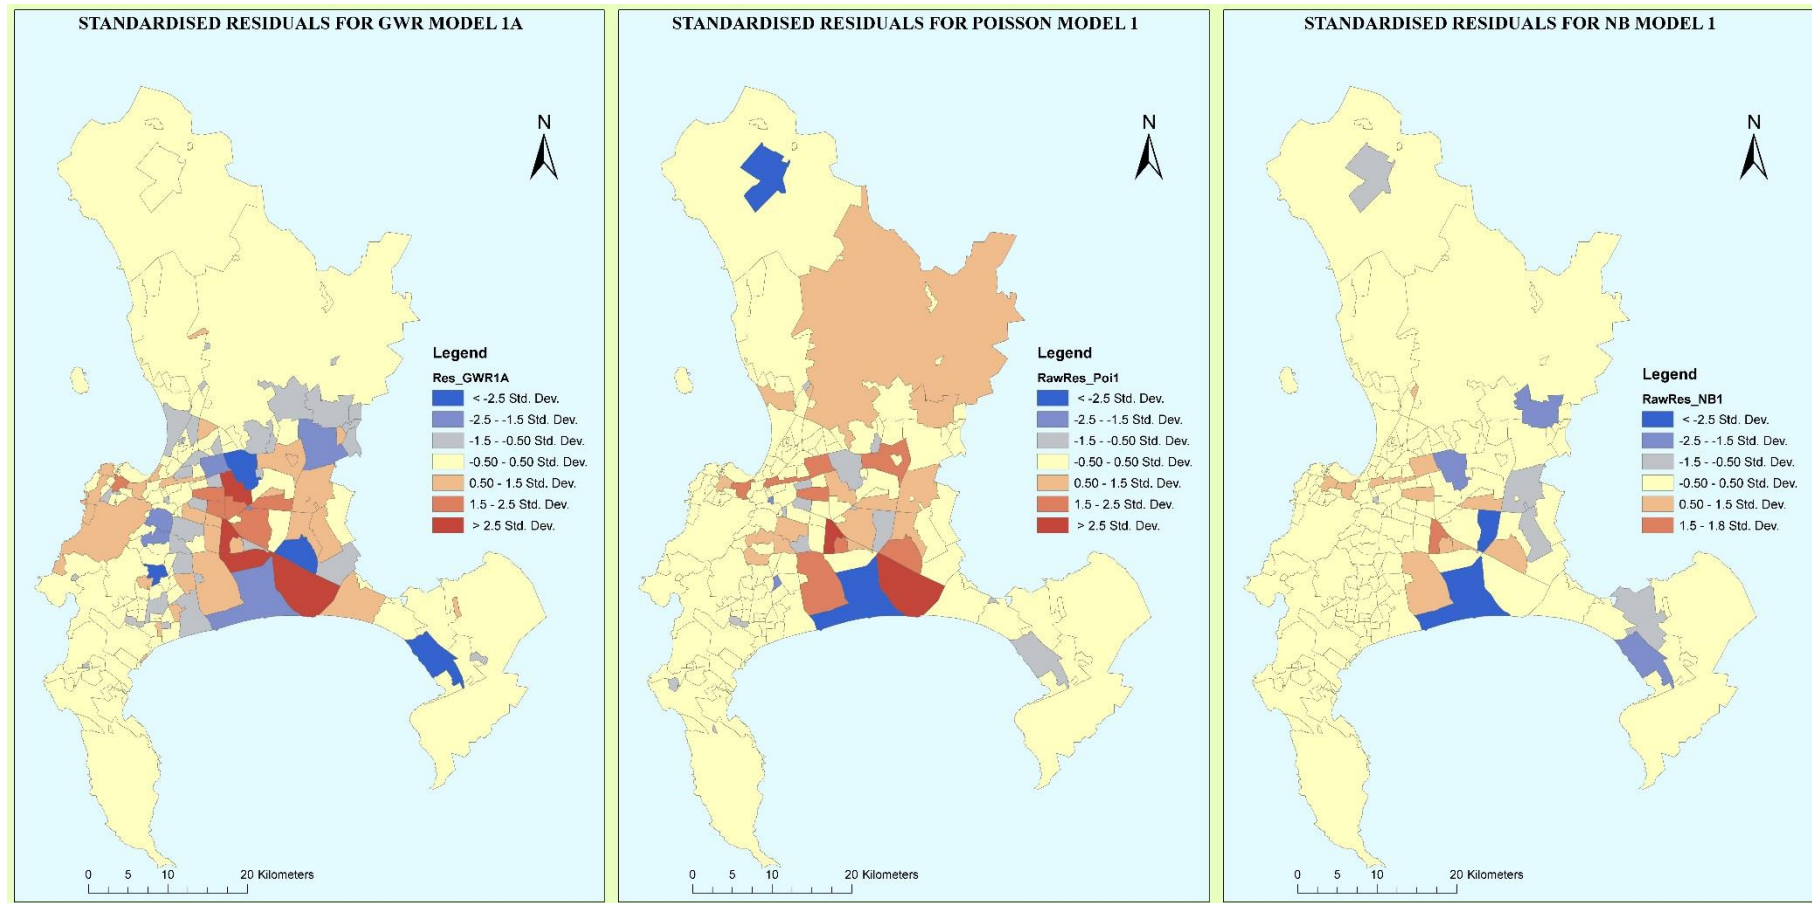 STANDARDISED RESIDUALS FOR GWR MODEL 1A
N
Legend
Res_GWR1A
< -2.5 Std. Dev.
-2.5 - -1.5 Std. Dev.
-1.5 - -0.50 Std. Dev.
-0.50 - 0.50 Std. Dev.
0.50 - 1.5 Std. Dev.
1.5 - 2.5 Std. Dev.
> 2.5 Std. Dev.
0 5 10 20 Kilometers
STANDARDISED RESIDUALS FOR POISSON MODEL 1
N
Legend
RawRes_Poi1
< -2.5 Std. Dev.
-2.5 - -1.5 Std. Dev.
-1.5 - -0.50 Std. Dev.
-0.50 - 0.50 Std. Dev.
0.50 - 1.5 Std. Dev.
1.5 - 2.5 Std. Dev.
> 2.5 Std. Dev.
0 5 10 20 Kilometers
STANDARDISED RESIDUALS FOR NB MODEL 1
N
Legend
RawRes_NB1
< -2.5 Std. Dev.
-2.5 - -1.5 Std. Dev.
-1.5 - -0.50 Std. Dev.
-0.50 - 0.50 Std. Dev.
0.50 - 1.5 Std. Dev.
1.5 - 1.8 Std. Dev.
0 5 10 20 Kilometers